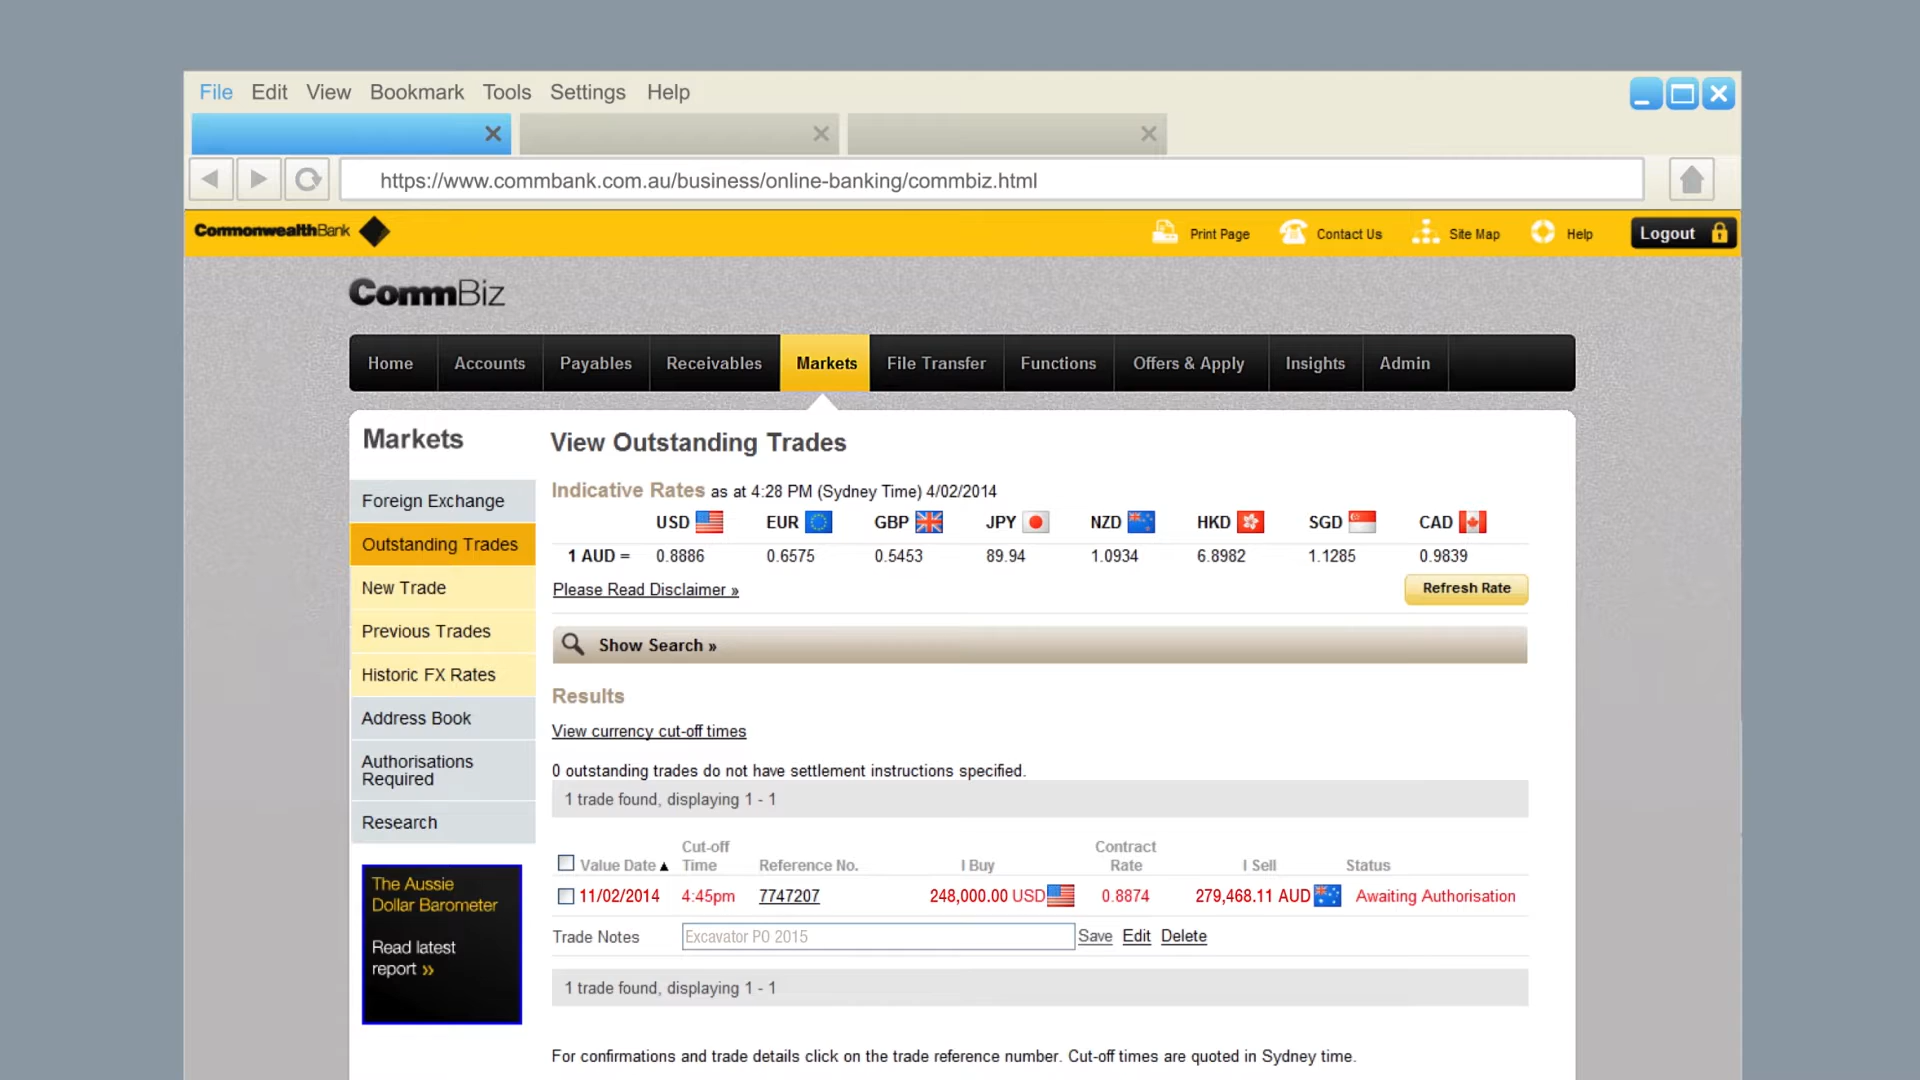 File Edit View Bookmark Tools Settings Help
https://www.commbank.com.au/business/online-banking/commbiz.html
CommonwealthBank Print Page Contact Us Site Map Help Logout
CommBiz
Home Accounts Payables Receivables Markets File Transfer Functions Offers & Apply Insights Admin
Markets
Foreign Exchange
Outstanding Trades
New Trade
Previous Trades
Historic FX Rates
Address Book
Authorisations
Required
Research
The Aussie
Dollar Barometer
Read latest
report »
View Outstanding Trades
Indicative Rates as at 4:28 PM (Sydney Time) 4/02/2014
USD EUR GBP JPY NZD HKD SGD CAD
1 AUD = 0.8886 0.6575 0.5453 89.94 1.0934 6.8982 1.1285 0.9839
Please Read Disclaimer » Refresh Rate
Show Search »
Results
View currency cut-off times
0 outstanding trades do not have settlement instructions specified.
1 trade found, displaying 1 - 1
Value Date ▲ Cut-off Time Reference No. I Buy Contract Rate I Sell Status
11/02/2014 4:45pm 7747207 248,000.00 USD 0.8874 279,468.11 AUD Awaiting Authorisation
Trade Notes Excavator PO 2015 Save Edit Delete
1 trade found, displaying 1 - 1
For confirmations and trade details click on the trade reference number. Cut-off times are quoted in Sydney time.